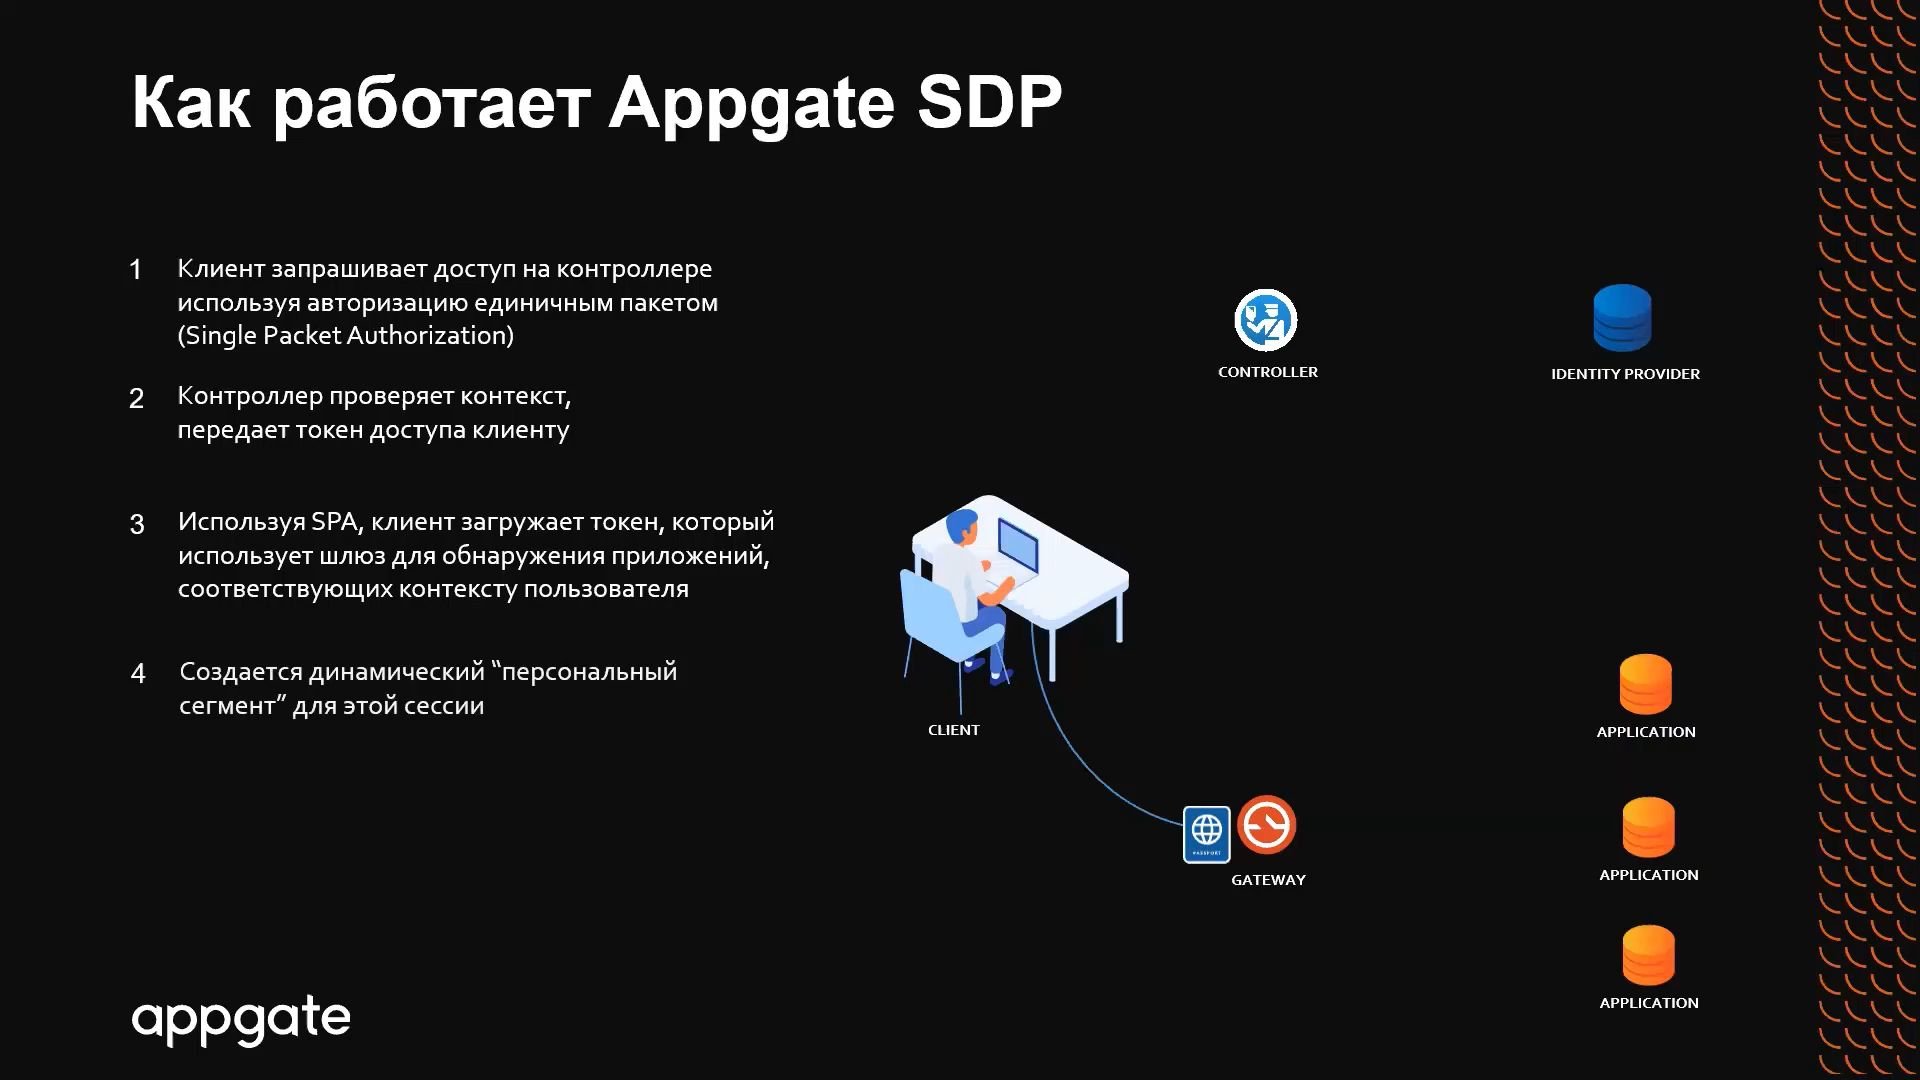 Как работает Appgate SDP
1 Клиент запрашивает доступ на контроллере
используя авторизацию единичным пакетом
(Single Packet Authorization)
2 Контроллер проверяет контекст,
передает токен доступа клиенту
3 Используя SPA, клиент загружает токен, который
использует шлюз для обнаружения приложений,
соответствующих контексту пользователя
4 Создается динамический “персональный
сегмент” для этой сессии
CONTROLLER
IDENTITY PROVIDER
CLIENT
APPLICATION
PASSPORT
GATEWAY
APPLICATION
APPLICATION
appgate